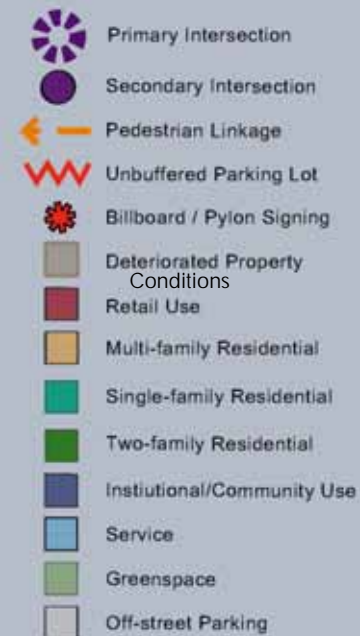 Primary Intersection
Secondary Intersection
Pedestrian Linkage
Unbuffered Parking Lot
Billboard / Pylon Signing
Deteriorated Property
Conditions
Retail Use
Multi-family Residential
Single-family Residential
Two-family Residential
Instiutional/Community Use
Service
Greenspace
Off-street Parking